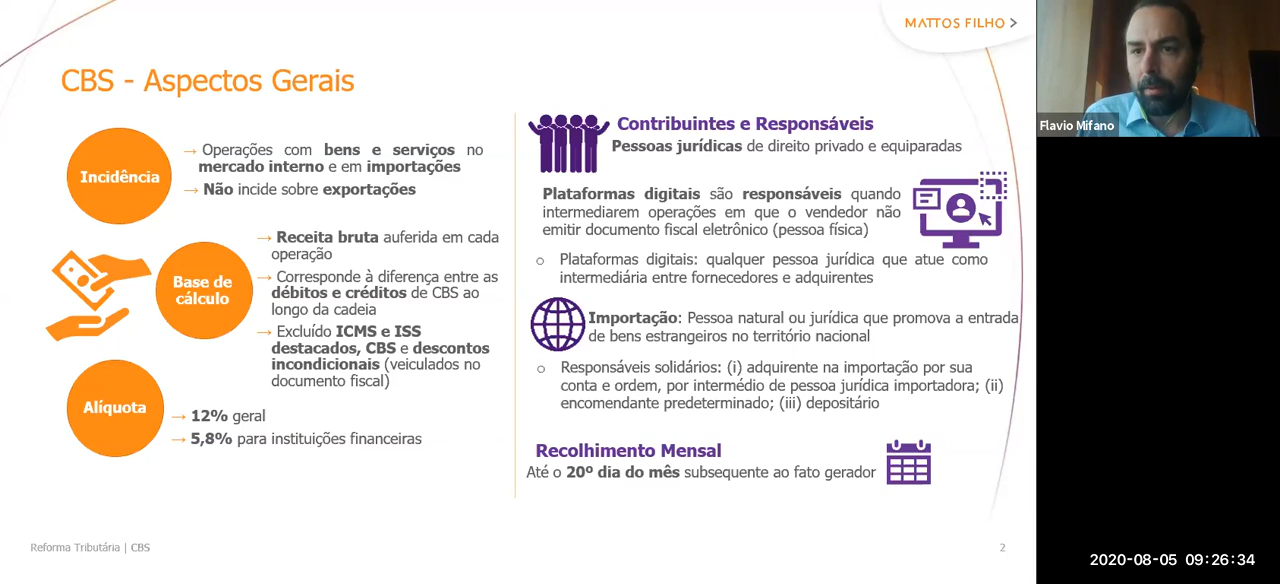 MATTOS FILHO >
CBS - Aspectos Gerais
Incidência
→ Operações com bens e serviços no
mercado interno e em importações
→ Não incide sobre exportações
Base de
cálculo
→ Receita bruta auferida em cada
operação
→ Corresponde à diferença entre as
débitos e créditos de CBS ao
longo da cadeia
→ Excluído ICMS e ISS
destacados, CBS e descontos
incondicionais (veiculados no
documento fiscal)
Alíquota
→ 12% geral
→ 5,8% para instituições financeiras
Contribuintes e Responsáveis
Pessoas jurídicas de direito privado e equiparadas
Plataformas digitais são responsáveis quando
intermediarem operações em que o vendedor não
emitir documento fiscal eletrônico (pessoa física)
o Plataformas digitais: qualquer pessoa jurídica que atue como
intermediária entre fornecedores e adquirentes
Importação: Pessoa natural ou jurídica que promova a entrada
de bens estrangeiros no território nacional
o Responsáveis solidários: (i) adquirente na importação por sua
conta e ordem, por intermédio de pessoa jurídica importadora; (ii)
encomendante predeterminado; (iii) depositário
Recolhimento Mensal
Até o 20º dia do mês subsequente ao fato gerador
Reforma Tributária | CBS
2
Flavio Mifano
2020-08-05 09:26:34